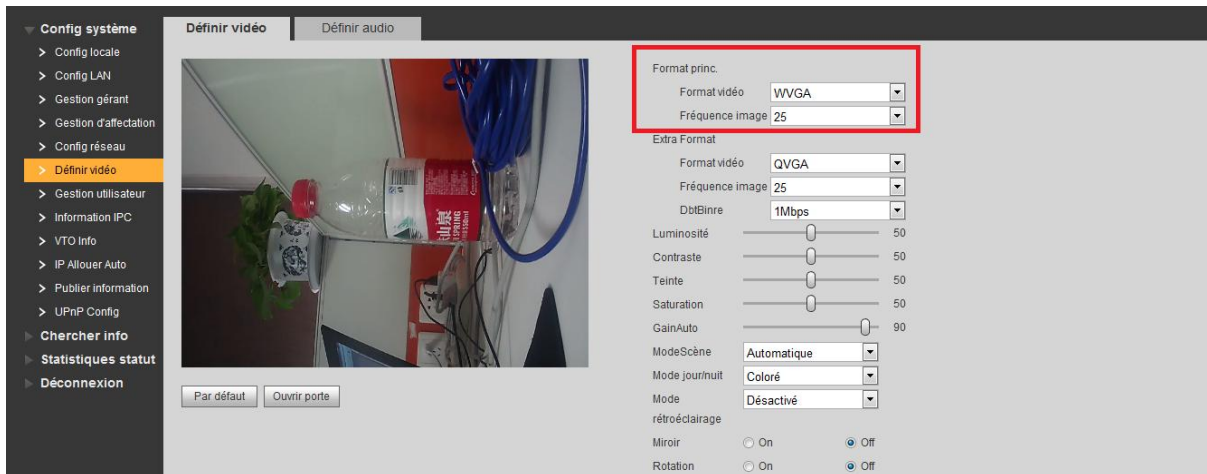 Config système
Config locale
Config LAN
Gestion gérant
Gestion d'affectation
Config réseau
Définir vidéo
Gestion utilisateur
Information IPC
VTO Info
IP Allouer Auto
Publier information
UPnP Config
Chercher info
Statistiques statut
Déconnexion
Définir vidéo
Définir audio
SPRING
Par défaut
Ouvrir porte
Format princ.
Format vidéo WVGA
Fréquence image 25
Extra Format
Format vidéo QVGA
Fréquence image 25
DbtBinre 1Mbps
Luminosité 50
Contraste 50
Teinte 50
Saturation 50
GainAuto 90
ModeScène Automatique
Mode jour/nuit Coloré
Mode Désactivé
rétroéclairage
Miroir On Off
Rotation On Off